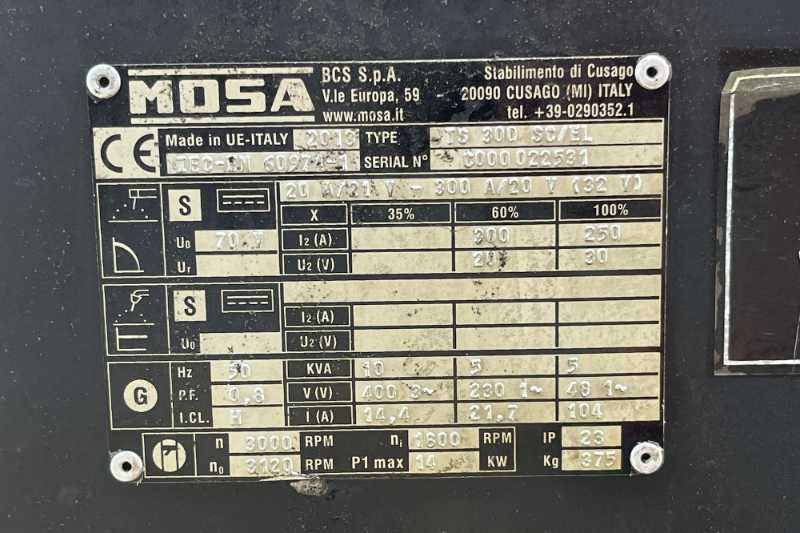 MOSA
BCS S.p.A.
V.le Europa, 59
www.mosa.it
Stabilimento di Cusago
20090 CUSAGO (MI) ITALY
tel. +39-0290352.1
CE
Made in UE-ITALY 2013 TYPE TS 300 SC/EL
IEC-EN 60974-1 SERIAL N° C000022531
S 20 A/21 V - 300 A/20 V (32 V)
X 35% 60% 100%
U0 70 V I2 (A) 300 250
Ur U2 (V) 20 30
S
I2 (A)
U0 U2 (V)
G
Hz 50 KVA 10 5 5
P.F. 0,8 V (V) 400 3~ 230 1~ 48 1~
I.CL. H I (A) 14,4 21,7 104
n 3000 RPM ni 1600 RPM IP 23
n0 3120 RPM P1 max 14 KW Kg 375